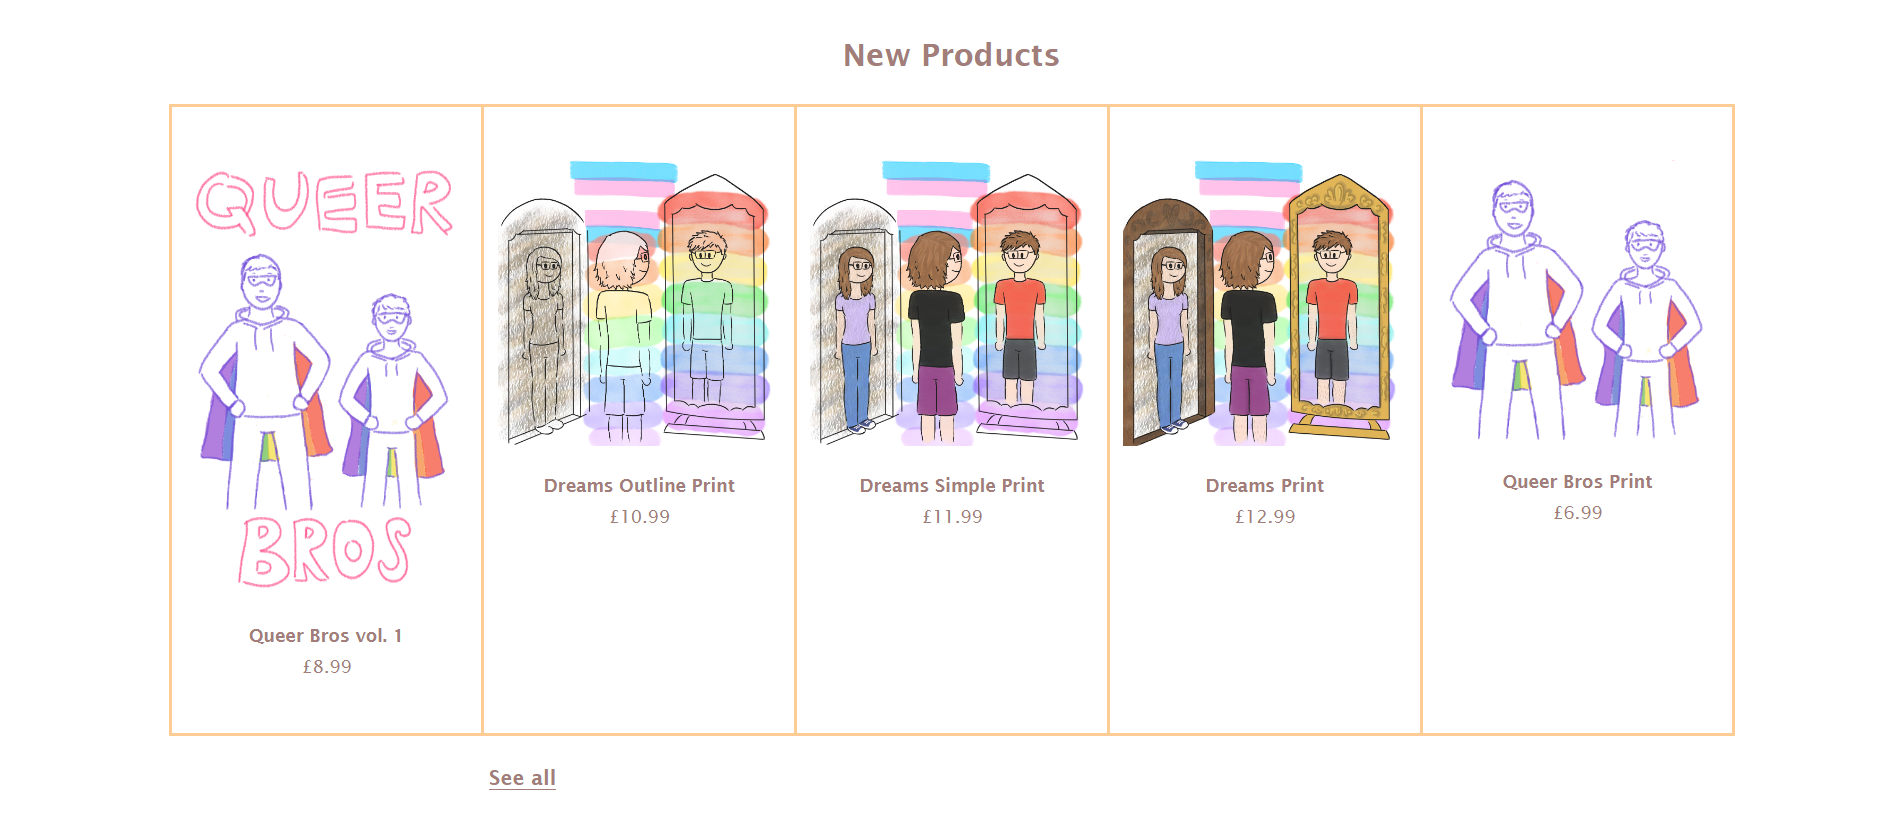 New Products
QUEER
BROS
Queer Bros vol. 1
£8.99
Dreams Outline Print
£10.99
Dreams Simple Print
£11.99
Dreams Print
£12.99
Queer Bros Print
£6.99
See all